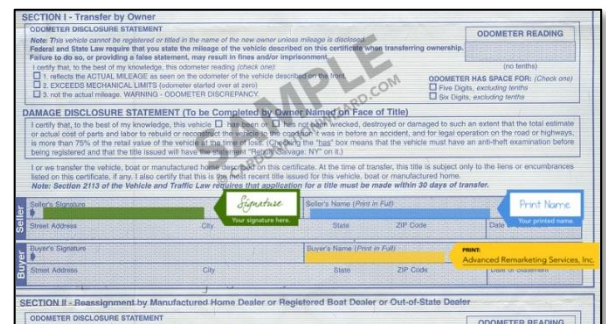 SECTION I - Transfer by Owner
ODOMETER DISCLOSURE STATEMENT
Note: This vehicle cannot be registered or titled in the name of the new owner unless mileage is disclosed.
Federal and State Law require that you state the mileage of the vehicle described on this certificate when transferring ownership.
Failure to do so, or providing a false statement, may result in fines and/or imprisonment.
I certify that, to the best of my knowledge, this odometer reading (check one):
1. reflects the ACTUAL MILEAGE as seen on the odometer of the vehicle described on the front.
2. EXCEEDS MECHANICAL LIMITS (odometer started over at zero)
3. not the actual mileage. WARNING - ODOMETER DISCREPANCY.
ODOMETER READING
(no tenths)
ODOMETER HAS SPACE FOR: (Check one)
Five Digits, excluding tenths
Six Digits, excluding tenths
SAMPLE
DAMAGE DISCLOSURE STATEMENT (To be Completed by Owner Named on Face of Title)
I certify that, to the best of my knowledge, this vehicle has been or has not been wrecked, destroyed or damaged to such an extent that the total estimate
or actual cost of parts and labor to rebuild or the vehicle to the condition it was in before an accident, and for legal operation on the road or highways,
is more than 75% of the retail value of the vehicle at the time of loss. (Checking the "has" box means that the vehicle must have an anti-theft examination before
being registered and that the title issued will have the "Rebuilt Salvage: NY" on it.)
I or we transfer the vehicle, boat or manufactured home described on this certificate. At the time of transfer, this title is subject only to the liens or encumbrances
listed on this certificate, if any. I also certify that this is the most recent title issued for this vehicle, boat or manufactured home.
Note: Section 2113 of the Vehicle and Traffic Law requires that application for a title must be made within 30 days of transfer.
Seller
Seller's Signature
Signature
Your signature here.
Seller's Name (Print in Full)
Print Name
Your printed name.
Street Address City State ZIP Code
Buyer
Buyer's Signature
Buyer's Name (Print in Full)
PRINT:
Advanced Remarketing Services, Inc.
Street Address City State ZIP Code Date of Statement
SECTION II - Reassignment by Manufactured Home Dealer or Registered Boat Dealer or Out-of-State Dealer
ODOMETER DISCLOSURE STATEMENT
ODOMETER READING